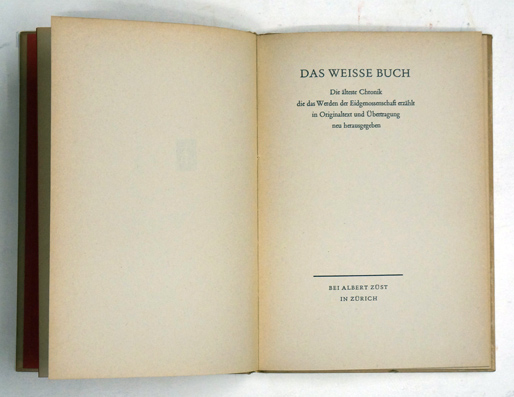 DAS WEISSE BUCH
Die älteste Chronik
die das Werden der Eidgenossenschaft erzählt
in Originaltext und Übertragung
neu herausgegeben
BEI ALBERT ZÜST
IN ZÜRICH